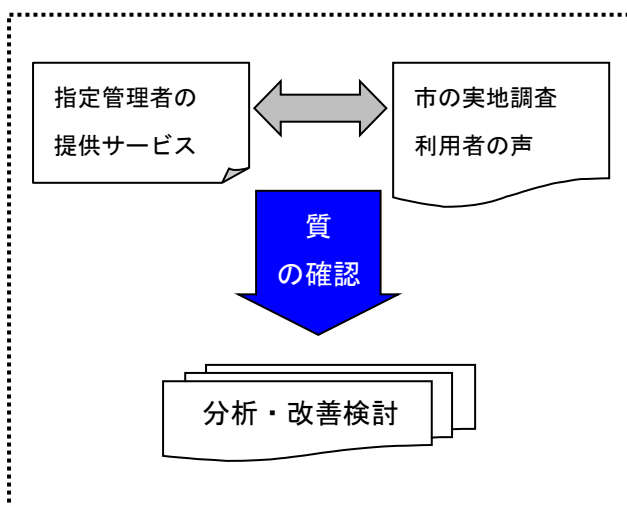 指定管理者の
提供サービス
市の実地調査
利用者の声
質
の確認
分析・改善検討